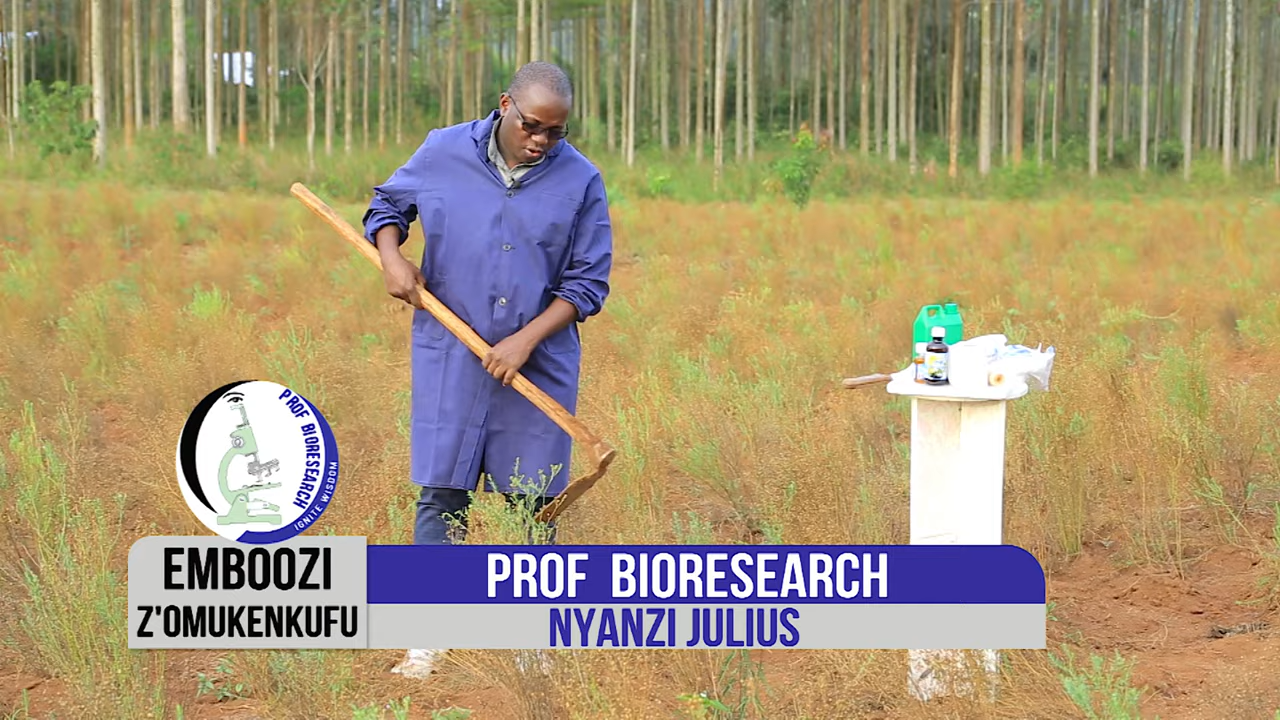 PROF BIORESEARCH
IGNITE WISDOM
EMBOOZI
Z'OMUKENKUFU
PROF BIORESEARCH
NYANZI JULIUS